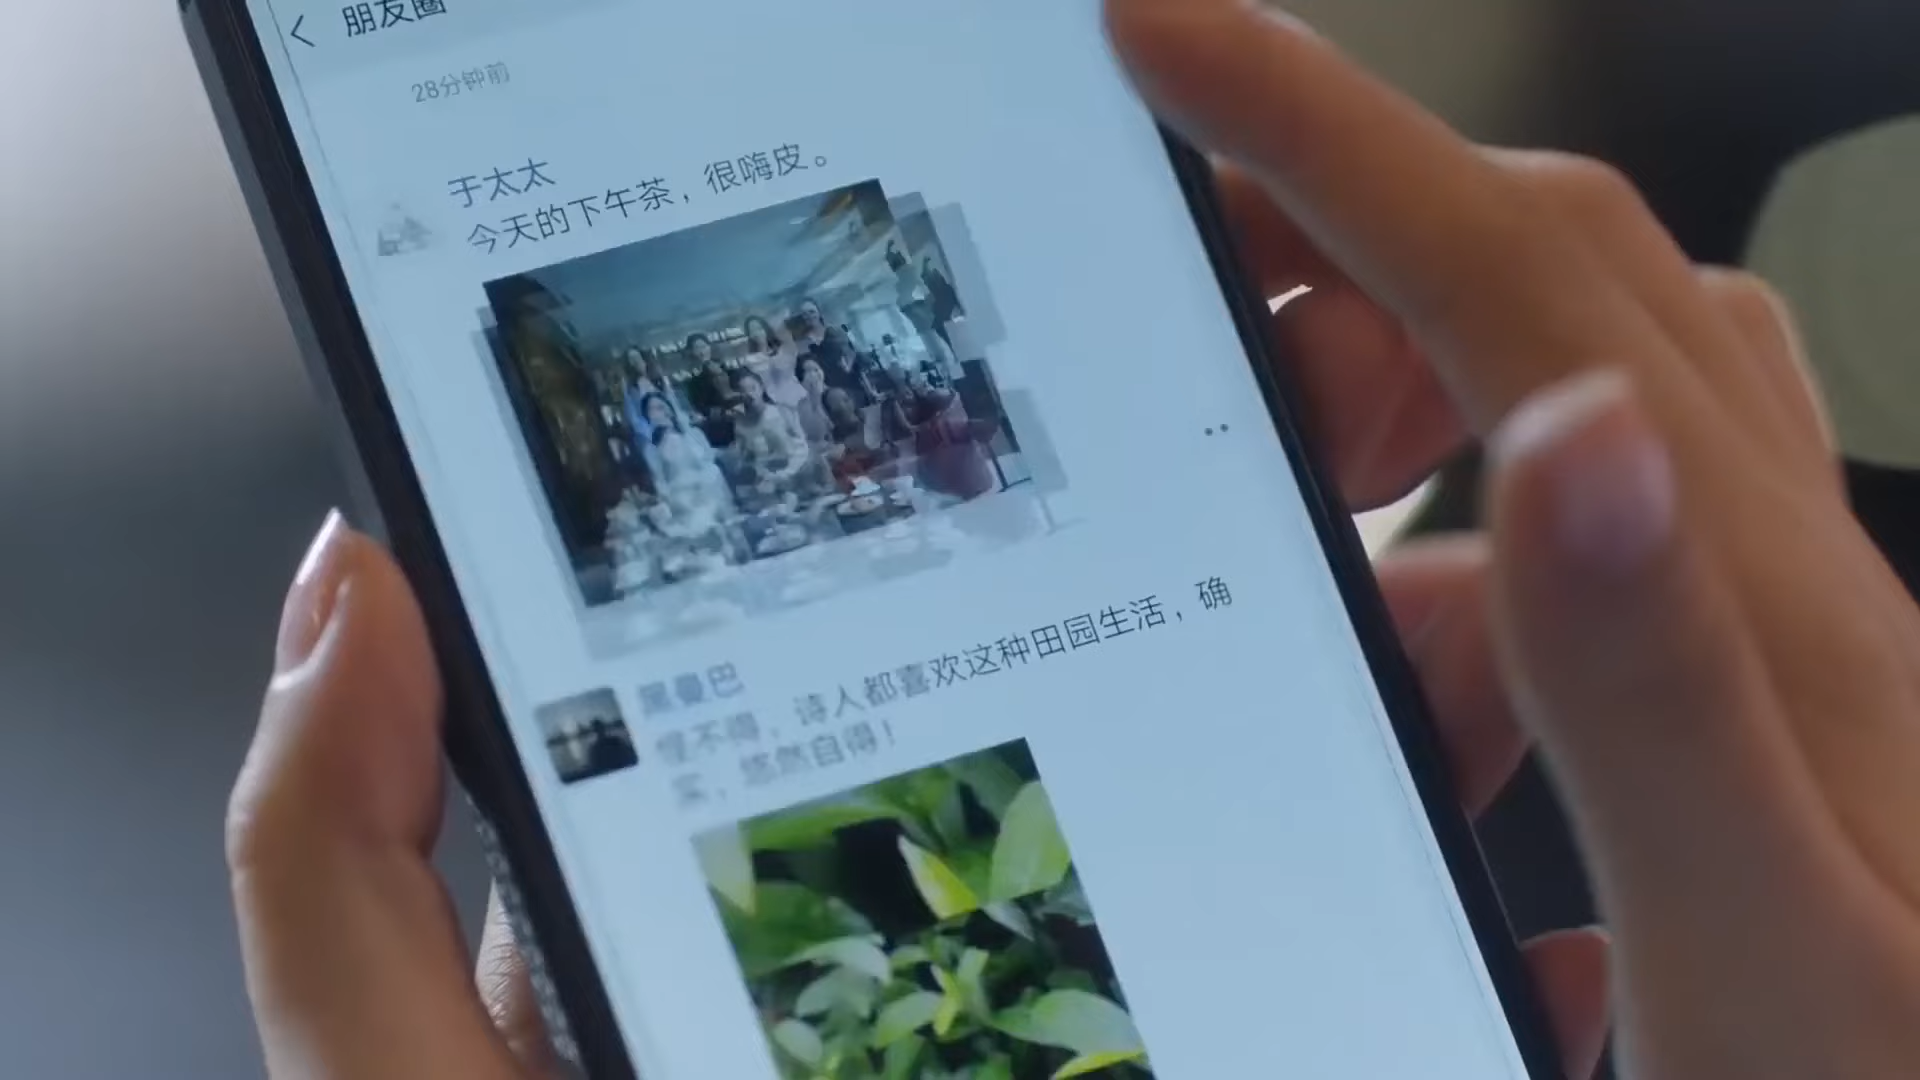 朋友圈
28分钟前
于太太
今天的下午茶，很嗨皮。
黑曼巴
怪不得，诗人都喜欢这种田园生活，确
实，悠然自得！